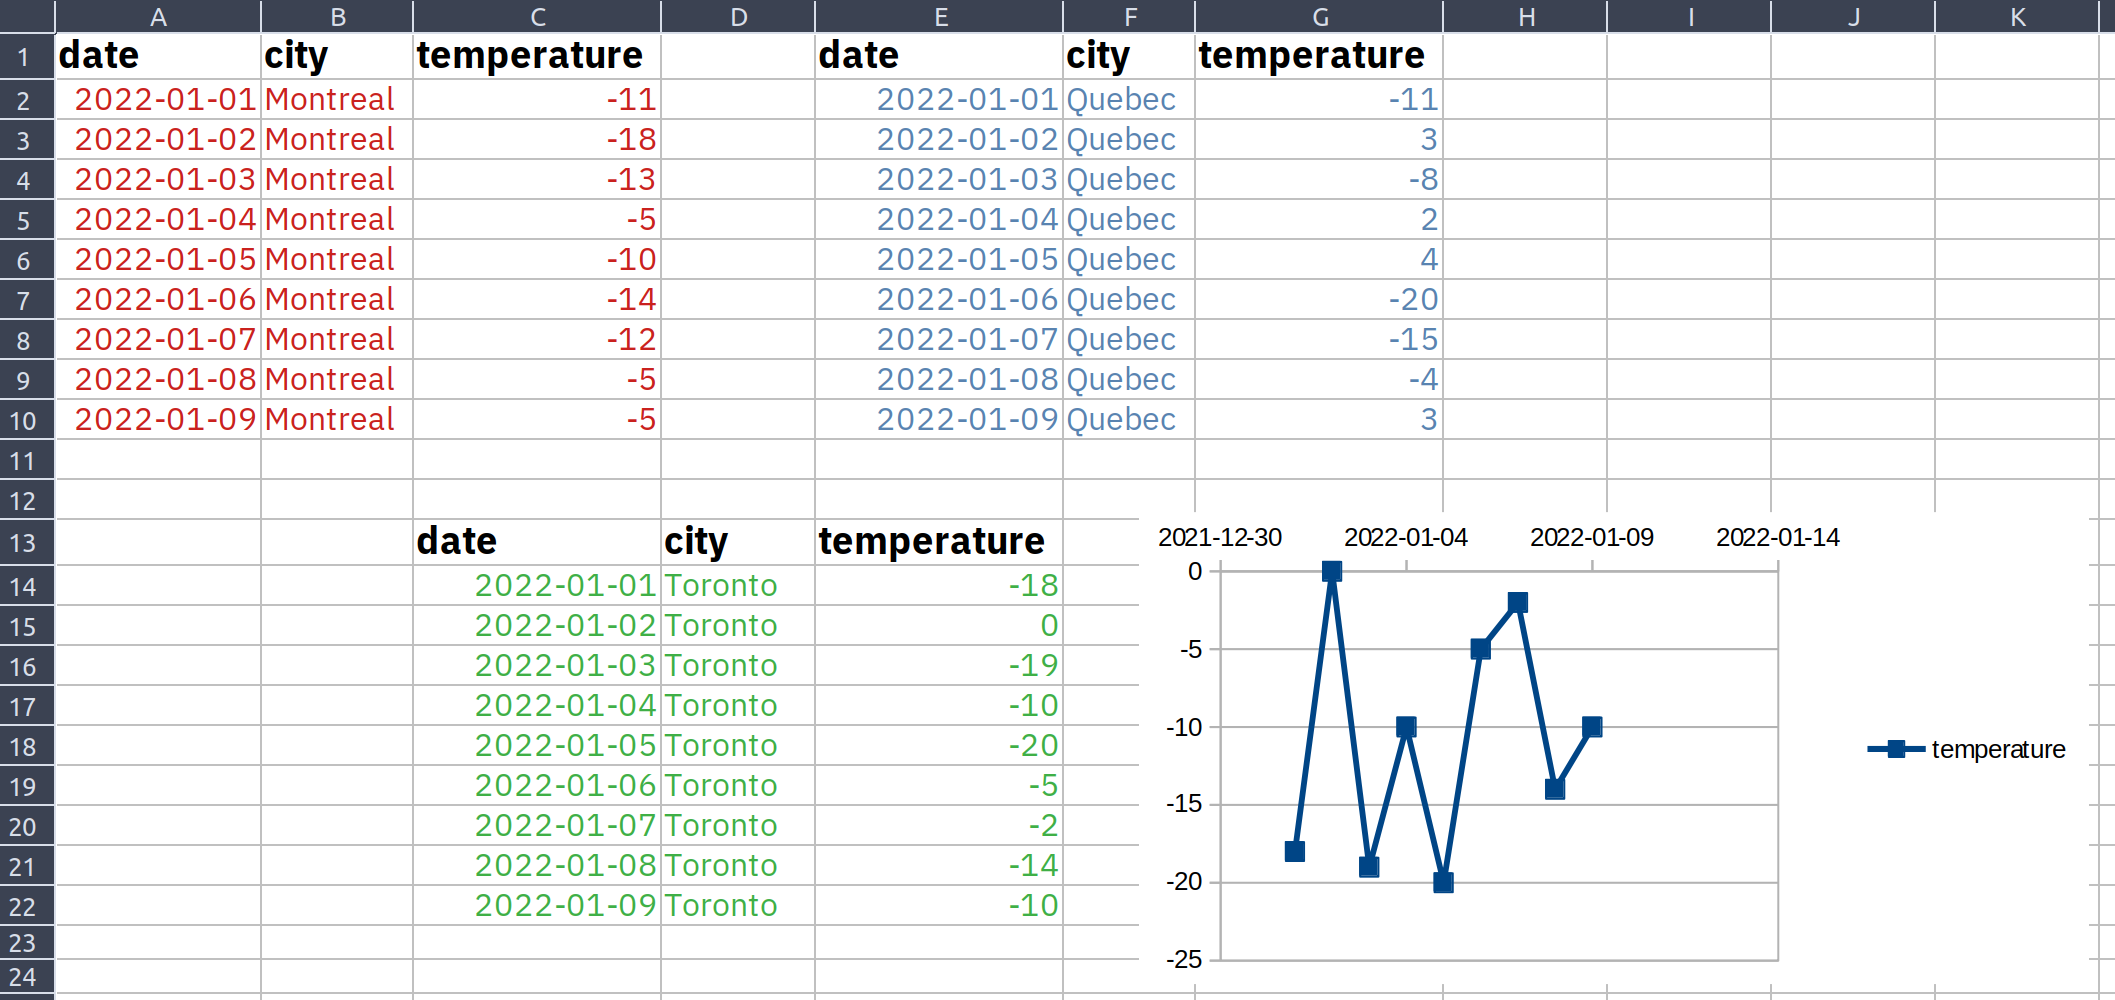 A B C D E F G H I J K
1 date city temperature date city temperature
2 2022-01-01 Montreal -11 2022-01-01 Quebec -11
3 2022-01-02 Montreal -18 2022-01-02 Quebec 3
4 2022-01-03 Montreal -13 2022-01-03 Quebec -8
5 2022-01-04 Montreal -5 2022-01-04 Quebec 2
6 2022-01-05 Montreal -10 2022-01-05 Quebec 4
7 2022-01-06 Montreal -14 2022-01-06 Quebec -20
8 2022-01-07 Montreal -12 2022-01-07 Quebec -15
9 2022-01-08 Montreal -5 2022-01-08 Quebec -4
10 2022-01-09 Montreal -5 2022-01-09 Quebec 3
11
12
13 date city temperature
14 2022-01-01 Toronto -18
15 2022-01-02 Toronto 0
16 2022-01-03 Toronto -19
17 2022-01-04 Toronto -10
18 2022-01-05 Toronto -20
19 2022-01-06 Toronto -5
20 2022-01-07 Toronto -2
21 2022-01-08 Toronto -14
22 2022-01-09 Toronto -10
23
24
2021-12-30 2022-01-04 2022-01-09 2022-01-14
0
-5
-10
-15
-20
-25
temperature